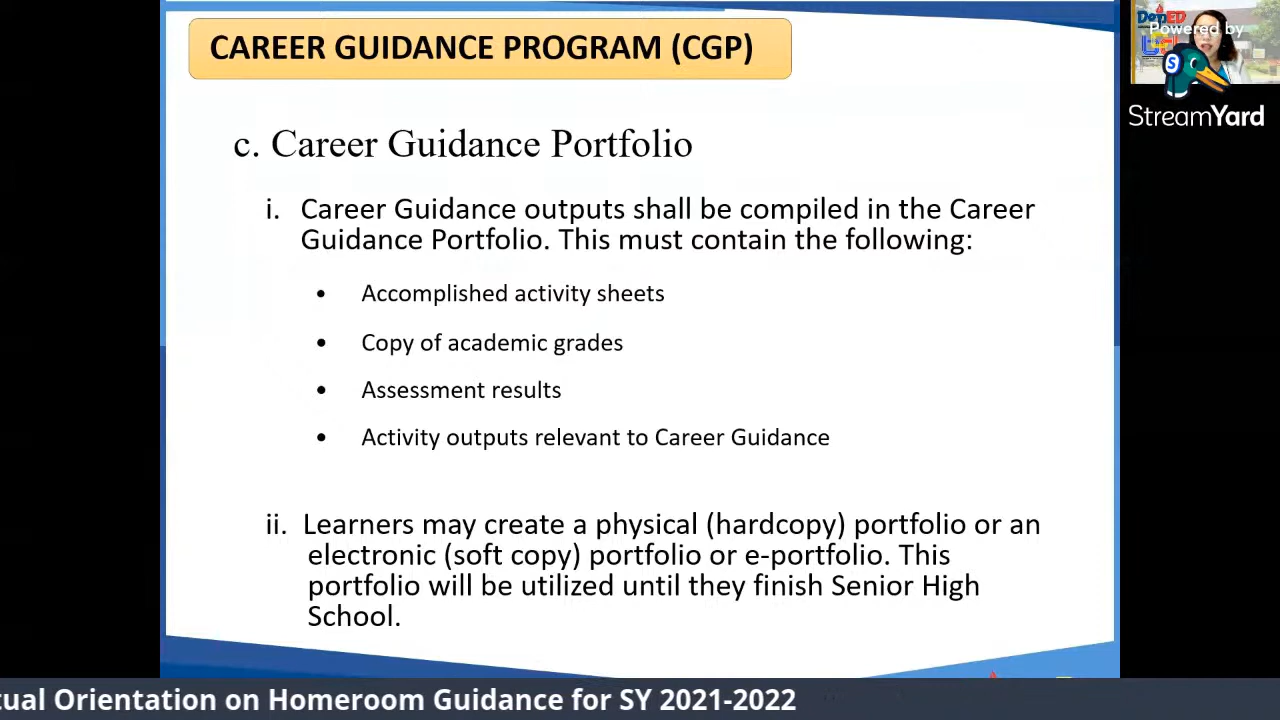 CAREER GUIDANCE PROGRAM (CGP)
DepED
Powered by
S
StreamYard
c. Career Guidance Portfolio
i. Career Guidance outputs shall be compiled in the Career
Guidance Portfolio. This must contain the following:
• Accomplished activity sheets
• Copy of academic grades
• Assessment results
• Activity outputs relevant to Career Guidance
ii. Learners may create a physical (hardcopy) portfolio or an
electronic (soft copy) portfolio or e-portfolio. This
portfolio will be utilized until they finish Senior High
School.
tual Orientation on Homeroom Guidance for SY 2021-2022